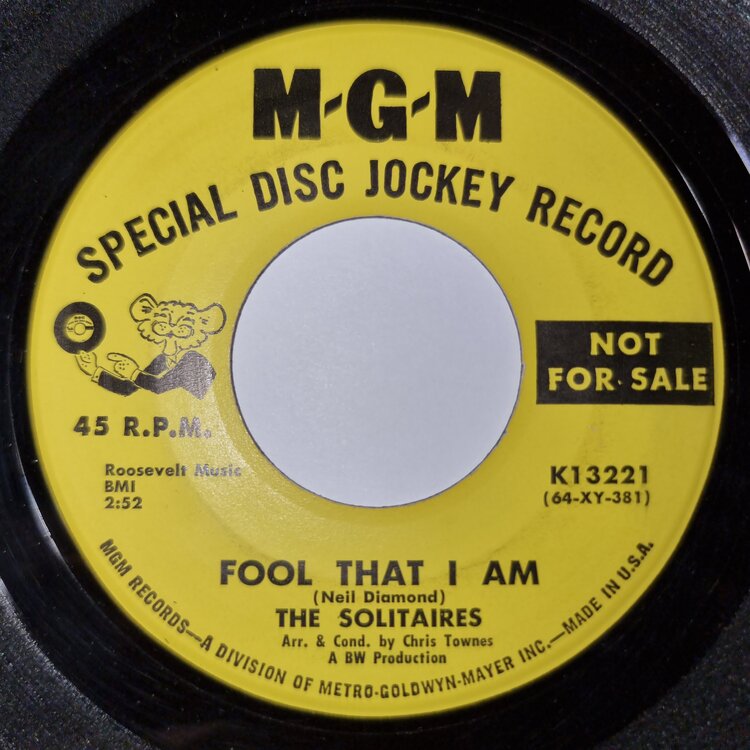 M-G-M
SPECIAL DISC JOCKEY RECORD
NOT
FOR SALE
45 R.P.M.
Roosevelt Music
BMI
2:52
K13221
(64-XY-381)
FOOL THAT I AM
(Neil Diamond)
THE SOLITAIRES
Arr. & Cond. by Chris Townes
A BW Production
MGM RECORDS—A DIVISION OF METRO-GOLDWYN-MAYER INC.—MADE IN U.S.A.